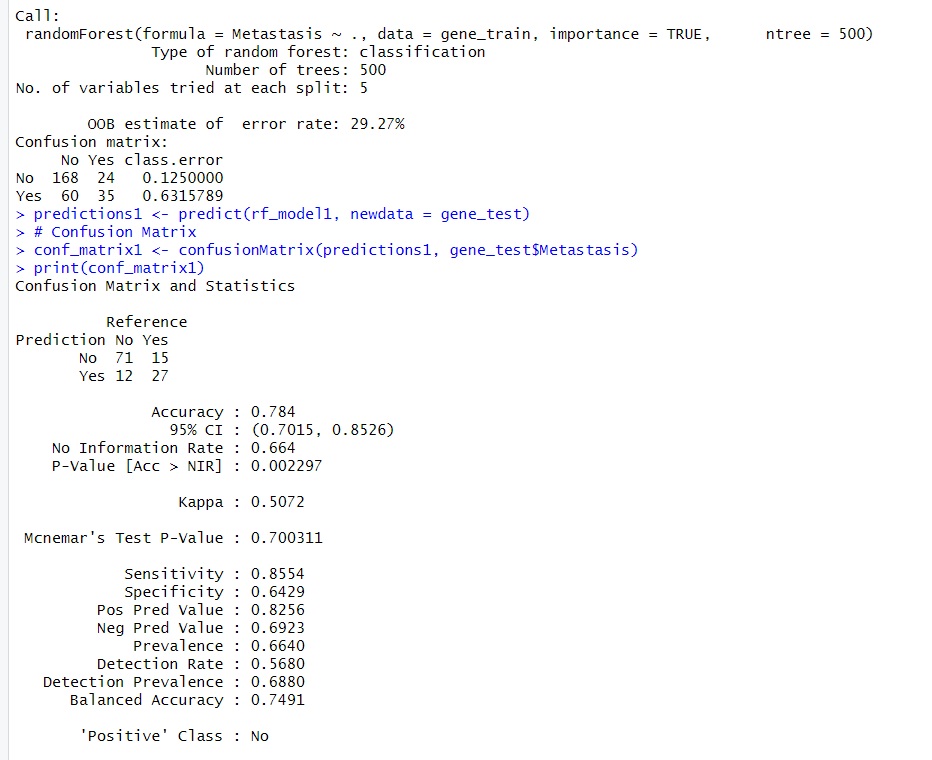 Call:
randomForest(formula = Metastasis ~ ., data = gene_train, importance = TRUE, ntree = 500)
Type of random forest: classification
Number of trees: 500
No. of variables tried at each split: 5
OOB estimate of error rate: 29.27%
Confusion matrix:
No Yes class.error
No 168 24 0.1250000
Yes 60 35 0.6315789
> predictions1 <- predict(rf_model1, newdata = gene_test)
> # Confusion Matrix
> conf_matrix1 <- confusionMatrix(predictions1, gene_test$Metastasis)
> print(conf_matrix1)
Confusion Matrix and Statistics
Reference
Prediction No Yes
No 71 15
Yes 12 27
Accuracy : 0.784
95% CI : (0.7015, 0.8526)
No Information Rate : 0.664
P-Value [Acc > NIR] : 0.002297
Kappa : 0.5072
Mcnemar's Test P-Value : 0.700311
Sensitivity : 0.8554
Specificity : 0.6429
Pos Pred Value : 0.8256
Neg Pred Value : 0.6923
Prevalence : 0.6640
Detection Rate : 0.5680
Detection Prevalence : 0.6880
Balanced Accuracy : 0.7491
'Positive' Class : No